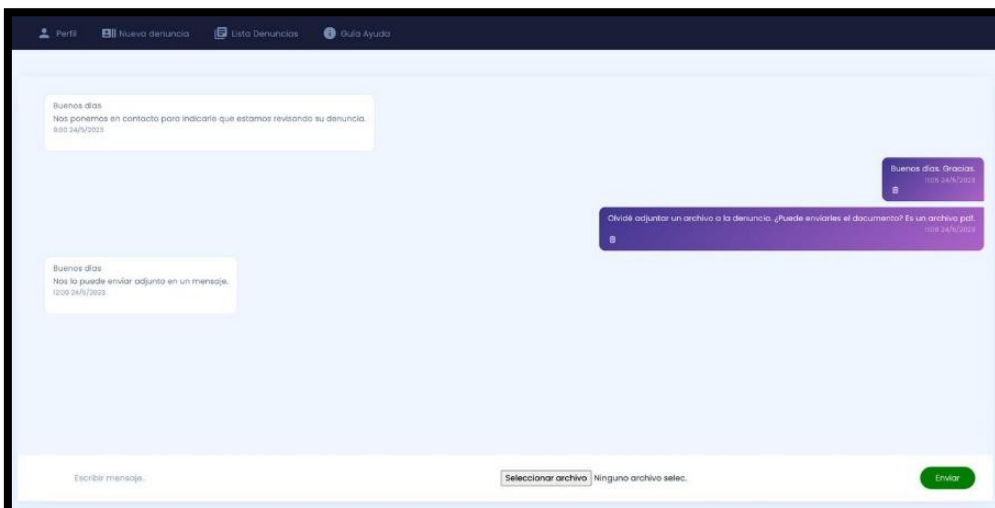 Perfil
Nueva denuncia
Lista Denuncias
Guía Ayuda
Buenos días
Nos ponemos en contacto para indicarle que estamos revisando su denuncia.
9:00 24/5/2023
Buenos días. Gracias.
11:06 24/5/2023
Olvidé adjuntar un archivo a la denuncia. ¿Puede enviarles el documento? Es un archivo pdf.
11:08 24/5/2023
Buenos días
Nos lo puede enviar adjunto en un mensaje.
12:00 24/5/2023
Escribir mensaje.
Seleccionar archivo Ninguno archivo selec.
Enviar